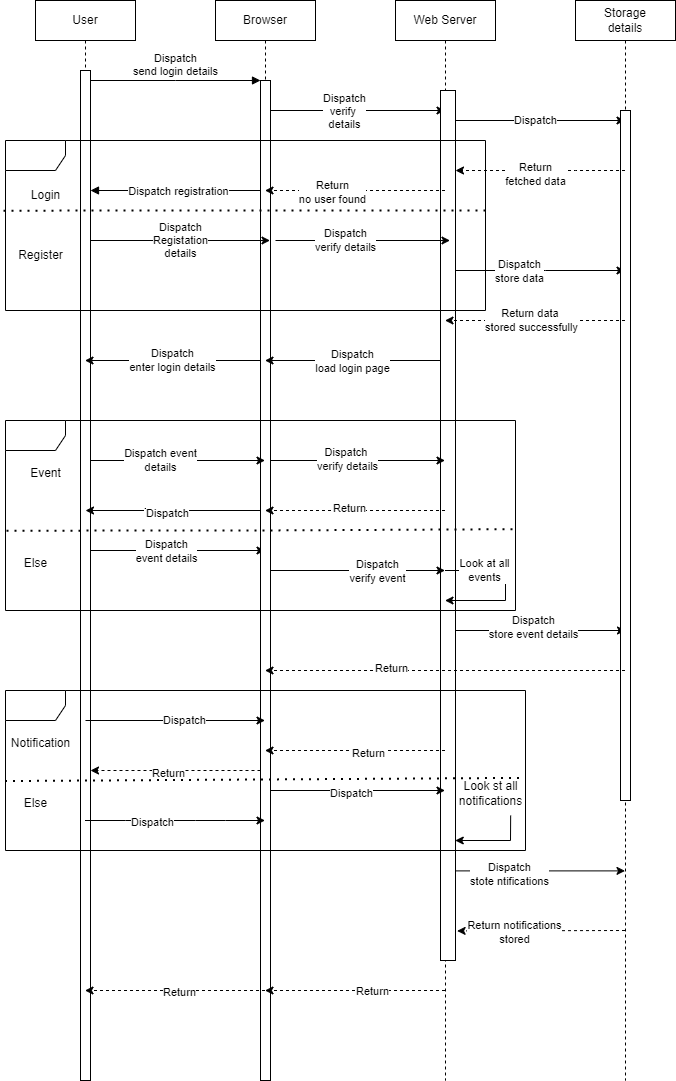 User
Browser
Web Server
Storage
details
Dispatch
send login details
Dispatch
verify
details
Dispatch
Return
fetched data
Login
Dispatch registration
Return
no user found
Register
Dispatch
Registation
details
Dispatch
verify details
Dispatch
store data
Return data
stored successfully
Dispatch
enter login details
Dispatch
load login page
Event
Dispatch event
details
Dispatch
verify details
Dispatch
Return
Else
Dispatch
event details
Dispatch
verify event
Look at all
events
Dispatch
store event details
Return
Notification
Dispatch
Return
Return
Else
Dispatch
Look st all
notifications
Dispatch
Dispatch
stote ntifications
Return notifications
stored
Return
Return